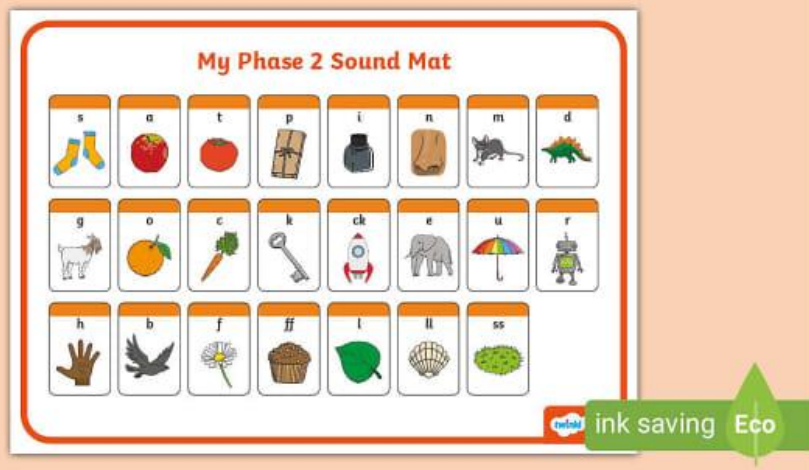 My Phase 2 Sound Mat
s a t p i n m d
g o c k ck e u r
h b f ff l ll ss
twinkl
ink saving Eco